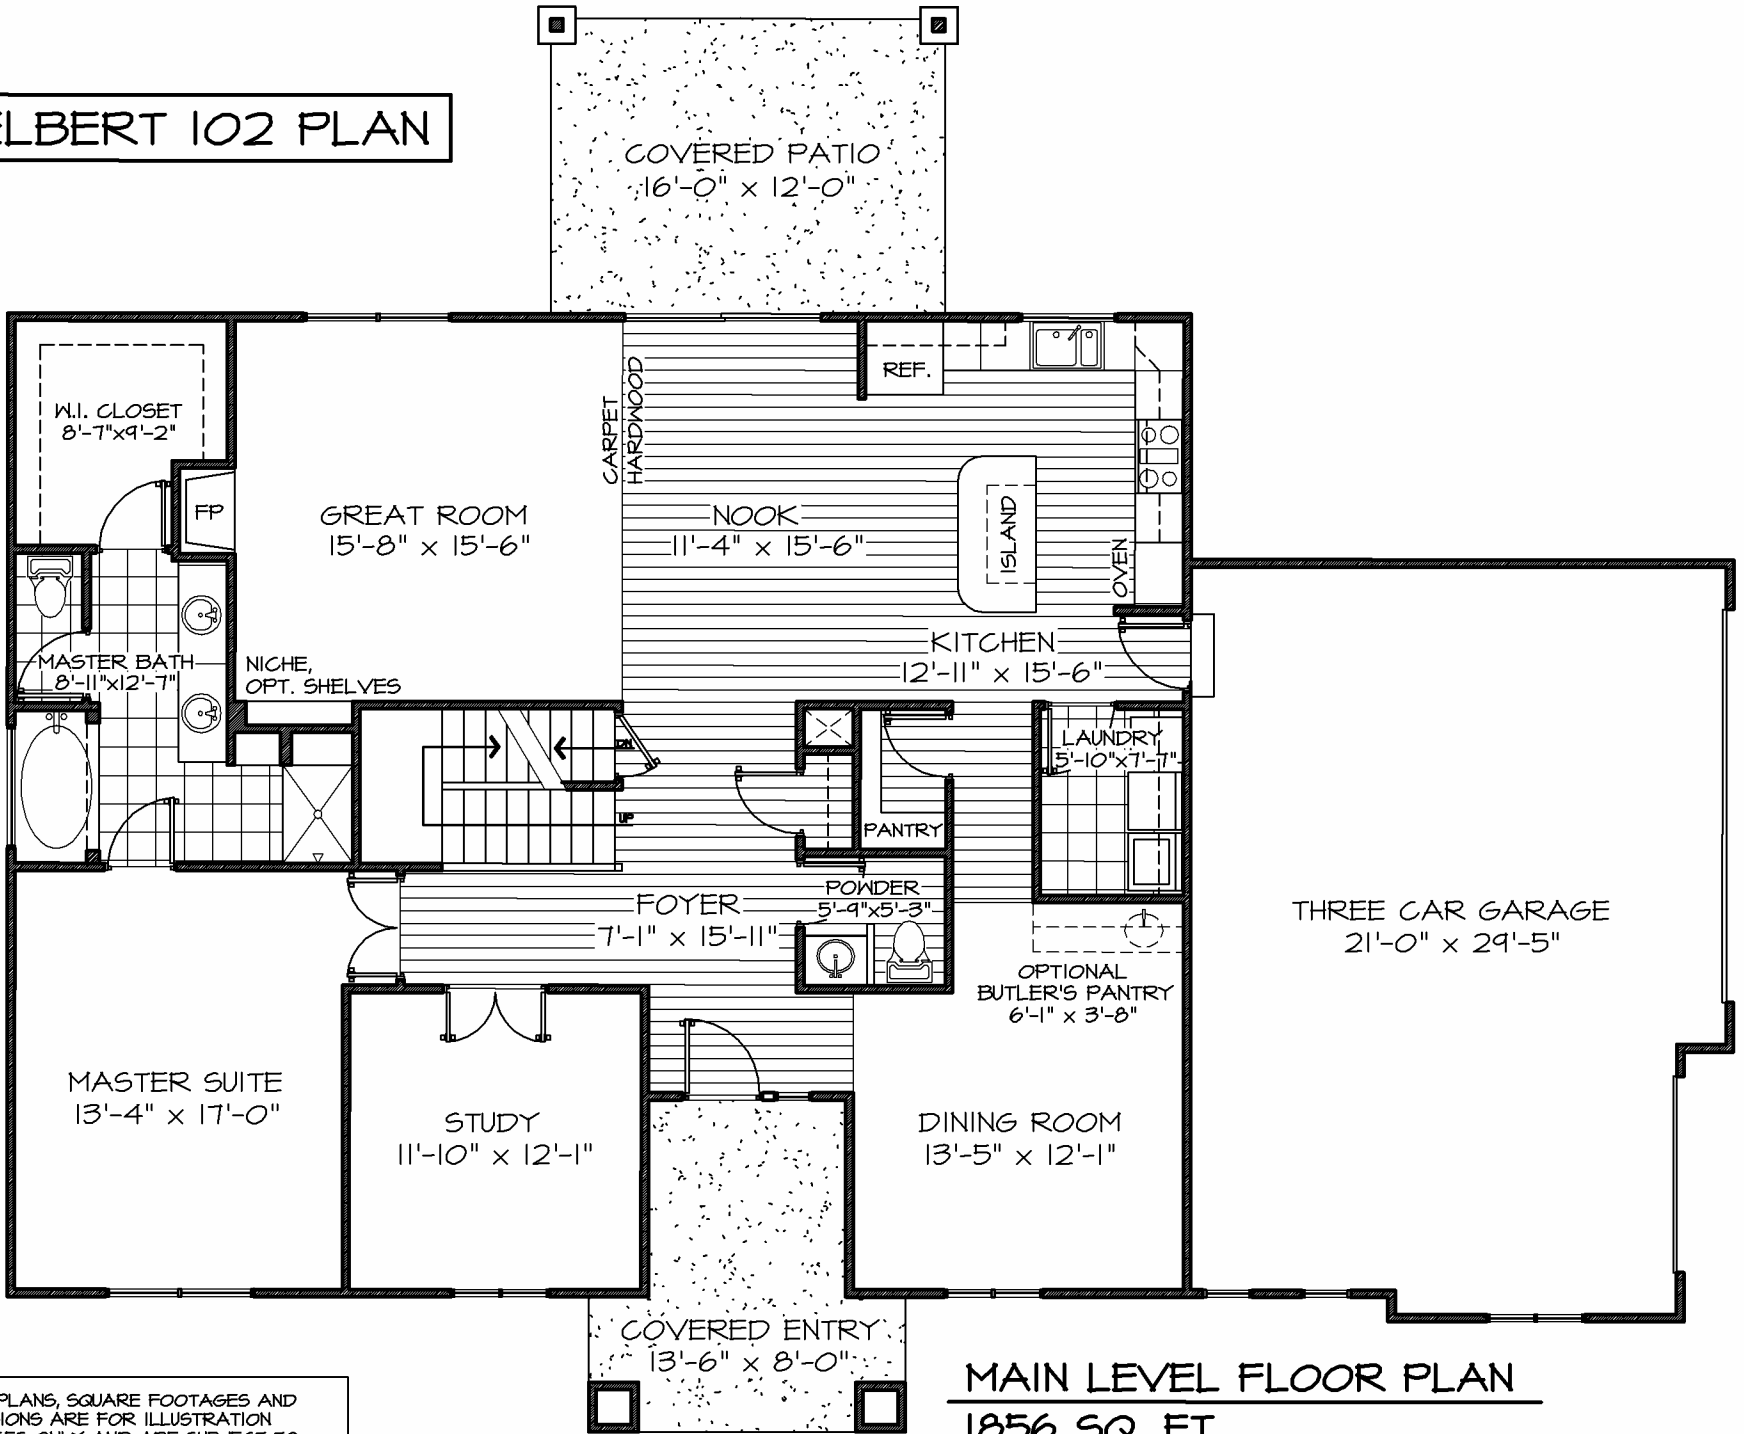 ELBERT 102 PLAN
COVERED PATIO
16'-0" x 12'-0"
W.I. CLOSET
8'-7"x9'-2"
REF.
CARPET
HARDWOOD
FP
GREAT ROOM
15'-8" x 15'-6"
NOOK
11'-4" x 15'-6"
ISLAND
OVEN
KITCHEN
12'-11" x 15'-6"
MASTER BATH
8'-11"x12'-7"
NICHE,
OPT. SHELVES
DN
UP
LAUNDRY
5'-10"x7'-7"
PANTRY
POWDER
5'-9"x5'-3"
FOYER
7'-1" x 15'-11"
THREE CAR GARAGE
21'-0" x 29'-5"
OPTIONAL
BUTLER'S PANTRY
6'-1" x 3'-8"
MASTER SUITE
13'-4" x 17'-0"
STUDY
11'-10" x 12'-1"
DINING ROOM
13'-5" x 12'-1"
COVERED ENTRY
13'-6" x 8'-0"
MAIN LEVEL FLOOR PLAN
1856 SQ. FT.
PLANS, SQUARE FOOTAGES AND
ARE FOR ILLUSTRATION